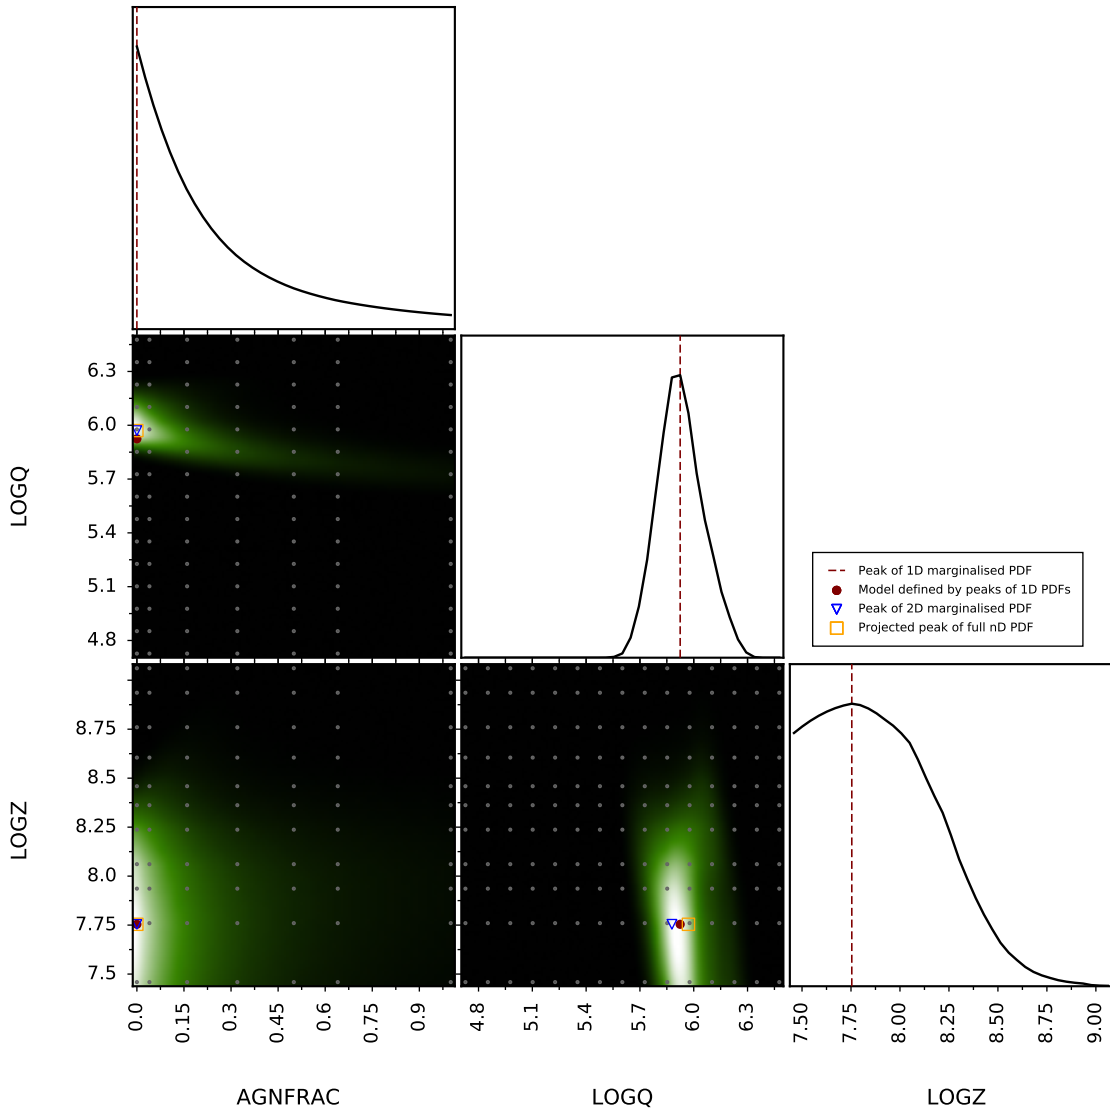 6.3
6.0
5.7
5.4
5.1
4.8
LOGQ
Peak of 1D marginalised PDF
Model defined by peaks of 1D PDFs
Peak of 2D marginalised PDF
Projected peak of full nD PDF
8.75
8.5
8.25
8.0
7.75
7.5
LOGZ
0.0 0.15 0.3 0.45 0.6 0.75 0.9
4.8 5.1 5.4 5.7 6.0 6.3
7.50 7.75 8.00 8.25 8.50 8.75 9.00
AGNFRAC LOGQ LOGZ